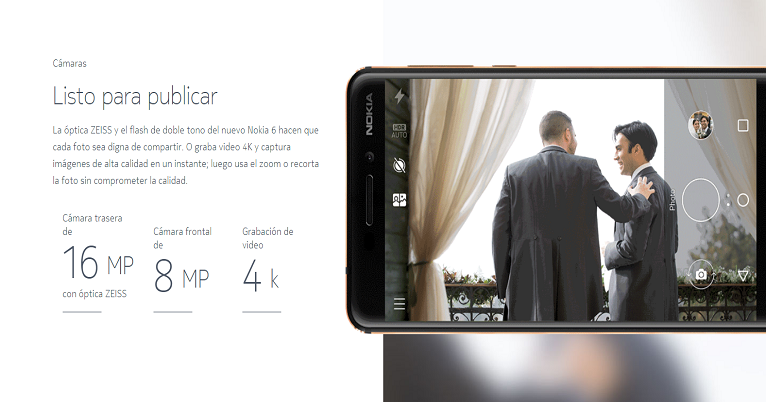 Cámaras
Listo para publicar
La óptica ZEISS y el flash de doble tono del nuevo Nokia 6 hacen que
cada foto sea digna de compartir. O graba video 4K y captura
imágenes de alta calidad en un instante; luego usa el zoom o recorta
la foto sin comprometer la calidad.
Cámara trasera
de
16 MP
con óptica ZEISS
Cámara frontal
de
8 MP
Grabación de
video
4 k
NOKIA
HDR
AUTO
Photo